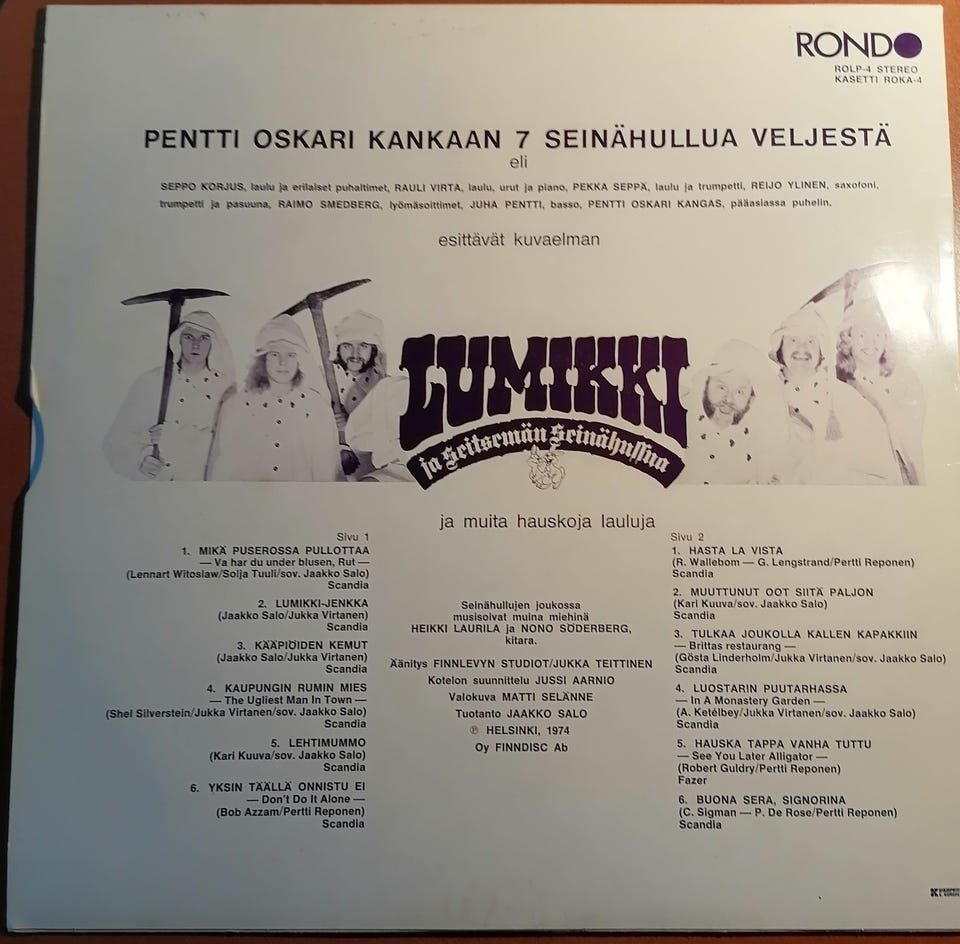 RONDO
ROLP-4 STEREO
KASETTI ROKA-4
PENTTI OSKARI KANKAAN 7 SEINÄHULLUA VELJESTÄ
eli
SEPPO KORJUS, laulu ja erilaiset puhaltimet, RAULI VIRTA, laulu, urut ja piano, PEKKA SEPPÄ, laulu ja trumpetti, REIJO YLINEN, saxofoni,
trumpetti ja pasuuna, RAIMO SMEDBERG, lyömäsoittimet, JUHA PENTTI, basso, PENTTI OSKARI KANGAS, pääasiassa puhelin,
esittävät kuvaelman
LUMIKKI
ja seitsemän seinähullua
ja muita hauskoja lauluja
Sivu 1
1. MIKÄ PUSEROSSA PULLOTTAA
— Va har du under blusen, Rut —
(Lennart Witoslaw/Solja Tuuli/sov. Jaakko Salo)
Scandia
2. LUMIKKI-JENKKA
(Jaakko Salo/Jukka Virtanen)
Scandia
3. KÄÄPIÖIDEN KEMUT
(Jaakko Salo/Jukka Virtanen)
Scandia
4. KAUPUNGIN RUMIN MIES
— The Ugliest Man In Town —
(Shel Silverstein/Jukka Virtanen/sov. Jaakko Salo)
Scandia
5. LEHTIMUMMO
(Kari Kuuva/sov. Jaakko Salo)
Scandia
6. YKSIN TÄÄLLÄ ONNISTU EI
— Don't Do It Alone —
(Bob Azzam/Pertti Reponen)
Scandia
Seinähullujen joukossa
musisoivat muina miehinä
HEIKKI LAURILA ja NONO SÖDERBERG,
kitara.
Äänitys FINNLEVYN STUDIOT/JUKKA TEITTINEN
Kotelon suunnittelu JUSSI AARNIO
Valokuva MATTI SELÄNNE
Tuotanto JAAKKO SALO
℗ HELSINKI, 1974
Oy FINNDISC Ab
Sivu 2
1. HASTA LA VISTA
(R. Wallebom — G. Lengstrand/Pertti Reponen)
Scandia
2. MUUTTUNUT OOT SIITÄ PALJON
(Kari Kuuva/sov. Jaakko Salo)
Scandia
3. TULKAA JOUKOLLA KALLEN KAPAKKIIN
— Brittas restaurang —
(Gösta Linderholm/Jukka Virtanen/sov. Jaakko Salo)
Scandia
4. LUOSTARIN PUUTARHASSA
— In A Monastery Garden —
(A. Ketélbey/Jukka Virtanen/sov. Jaakko Salo)
Scandia
5. HAUSKA TAPPA VANHA TUTTU
— See You Later Alligator —
(Robert Guldry/Pertti Reponen)
Fazer
6. BUONA SERA, SIGNORINA
(C. Sigman — P. De Rose/Pertti Reponen)
Scandia